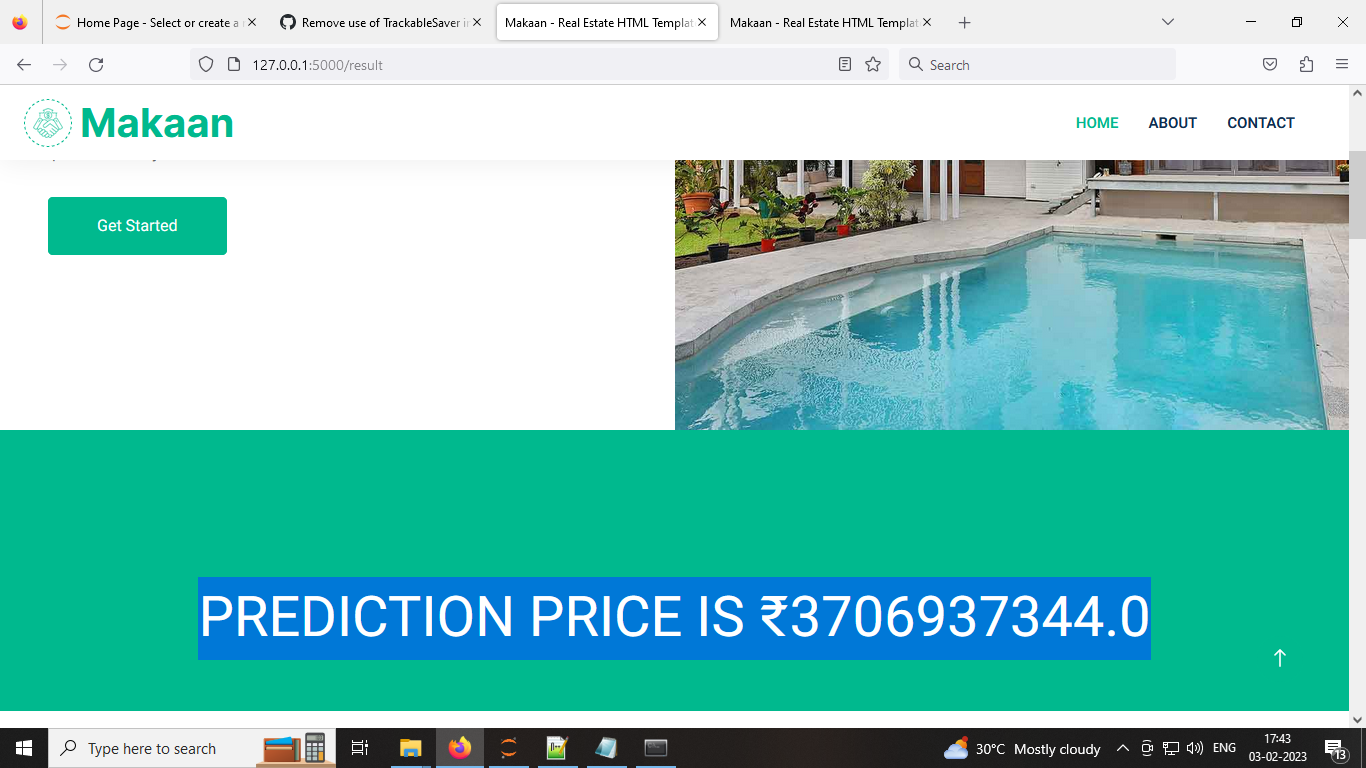 Home Page - Select or create a
Remove use of TrackableSaver in
Makaan - Real Estate HTML Templat
Makaan - Real Estate HTML Templat
127.0.0.1:5000/result
Search
Makaan
HOME
ABOUT
CONTACT
Get Started
PREDICTION PRICE IS ₹3706937344.0
Type here to search
30°C Mostly cloudy
ENG
17:43
03-02-2023
13